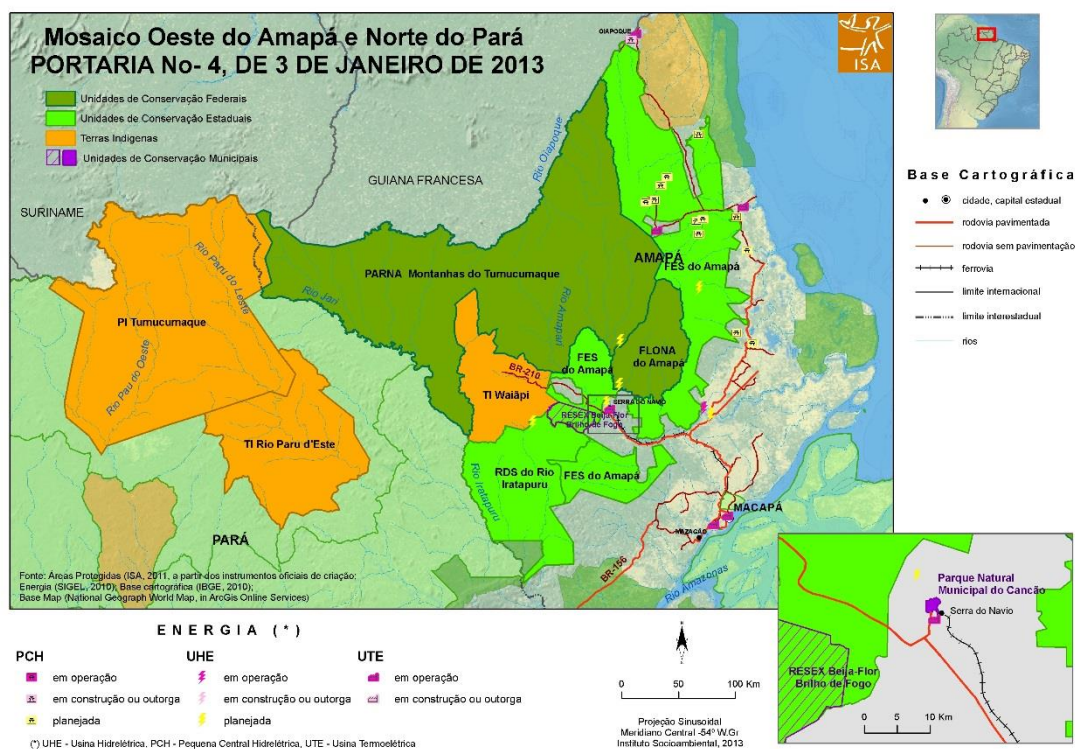 Mosaico Oeste do Amapá e Norte do Pará
PORTARIA No- 4, DE 3 DE JANEIRO DE 2013
ISA
Unidades de Conservação Federais
Unidades de Conservação Estaduais
Terras Indígenas
Unidades de Conservação Municipais
OIAPOQUE
Rio Oiapoque
GUIANA FRANCESA
SURINAME
Rio Paru do Leste
PI Tumucumaque
Rio Pau do Oeste
TI Rio Paru d'Este
PARNA Montanhas do Tumucumaque
Rio Jari
Rio Amapari
AMAPÁ
FES do Amapá
FLONA
do Amapá
FES
do Amapá
BR-210
TI Waiãpi
SERRA DO NAVIO
RESEX Beija-Flor
Brilho de Fogo
RDS do Rio
Iratapuru
FES do Amapá
Rio Iratapuru
MACAPÁ
MAZAGÃO
BR-156
Rio Amazonas
PARÁ
Fonte: Áreas Protegidas (ISA, 2011, a partir dos instrumentos oficiais de criação;
Energia (SIGEL, 2010); Base cartográfica (IBGE, 2010);
Base Map (National Geograph World Map, in ArcGis Online Services)
Base Cartográfica
cidade, capital estadual
rodovia pavimentada
rodovia sem pavimentação
ferrovia
limite internacional
limite interestadual
rios
Parque Natural
Municipal do Cancão
Serra do Navio
RESEX Beija-Flor
Brilho de Fogo
0 5 10 Km
ENERGIA (*)
PCH
em operação
em construção ou outorga
planejada
UHE
em operação
em construção ou outorga
planejada
UTE
em operação
em construção ou outorga
(*) UHE - Usina Hidrelétrica, PCH - Pequena Central Hidrelétrica, UTE - Usina Termoelétrica
N
0 50 100 Km
Projeção Sinusoidal
Meridiano Central -54º W.Gr
Instituto Socioambiental, 2013